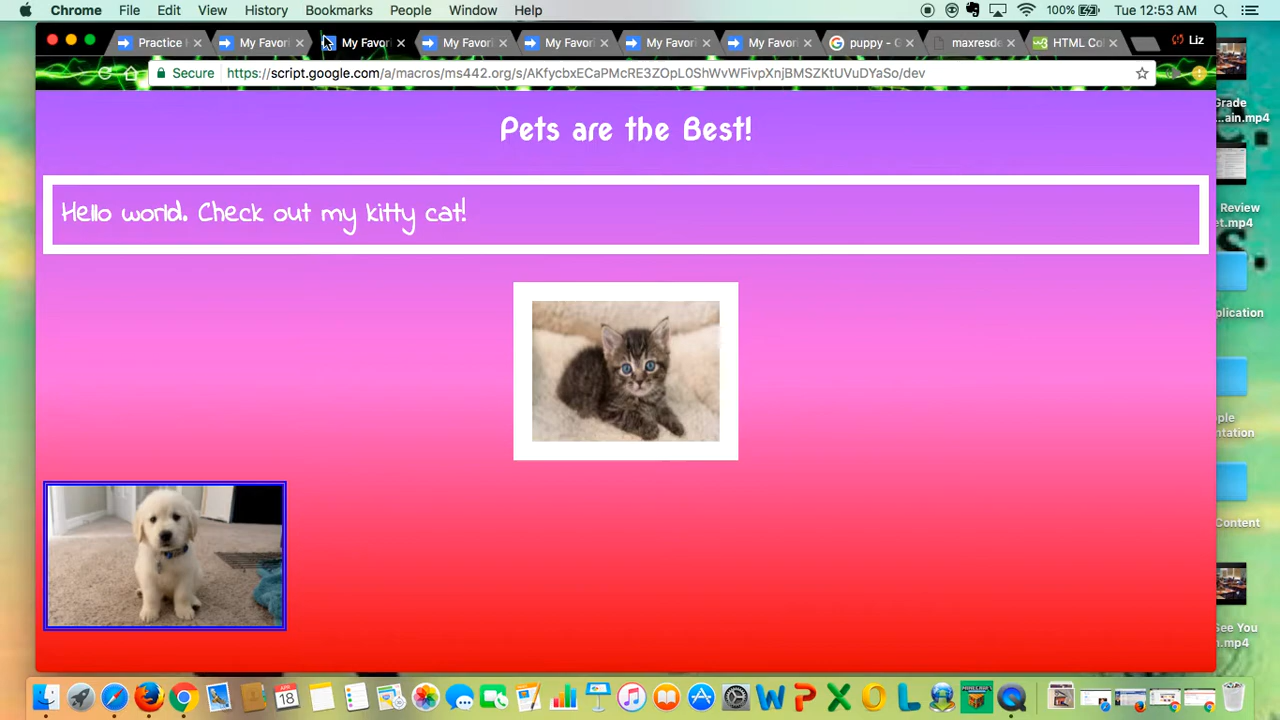 Chrome File Edit View History Bookmarks People Window Help 100% Tue 12:53 AM
Practice My Favori My Favori My Favori My Favori My Favori My Favori puppy - G maxresde HTML Col Liz
Secure https://script.google.com/a/macros/ms442.org/s/AKfycbxECaPMcRE3ZOpL0ShWvWFivpXnjBMSZKtUVuDYaSo/dev
Pets are the Best!
Hello world. Check out my kitty cat!
Grade
...ain.mp4
Review
et.mp4
plication
ple
ntation
Content
See You
n.mp4